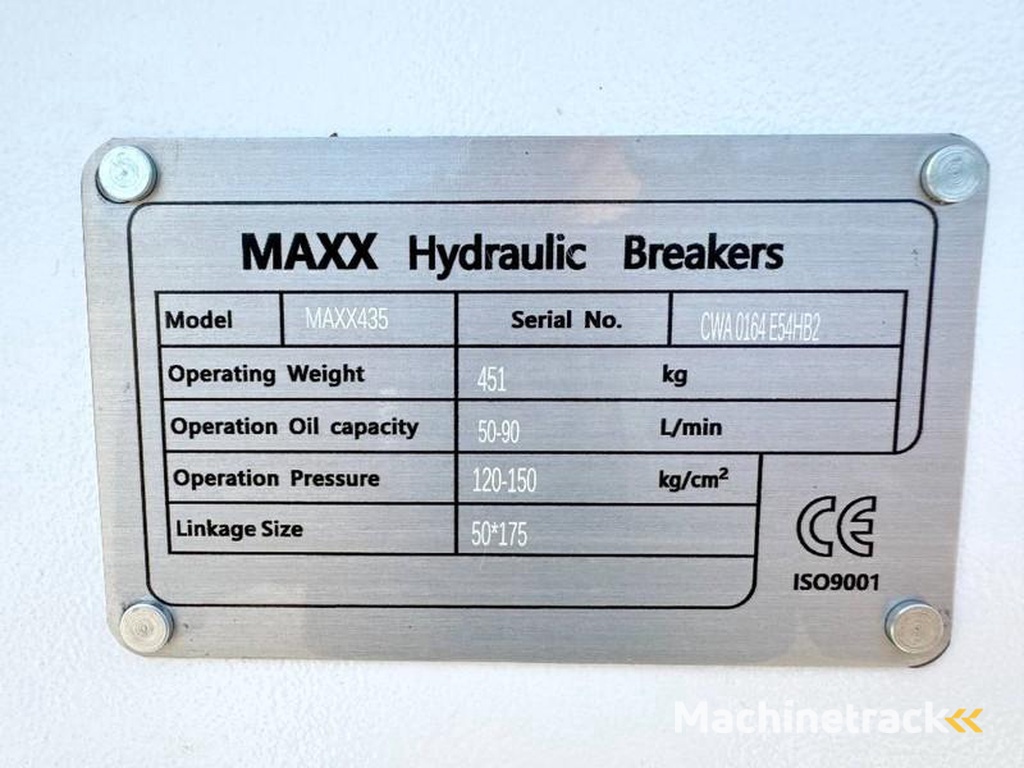 MAXX Hydraulic Breakers
Model MAXX435 Serial No. CWA 0164 E54HB2
Operating Weight 451 kg
Operation Oil capacity 50-90 L/min
Operation Pressure 120-150 kg/cm²
Linkage Size 50*175
CE
ISO9001
Machinetrack